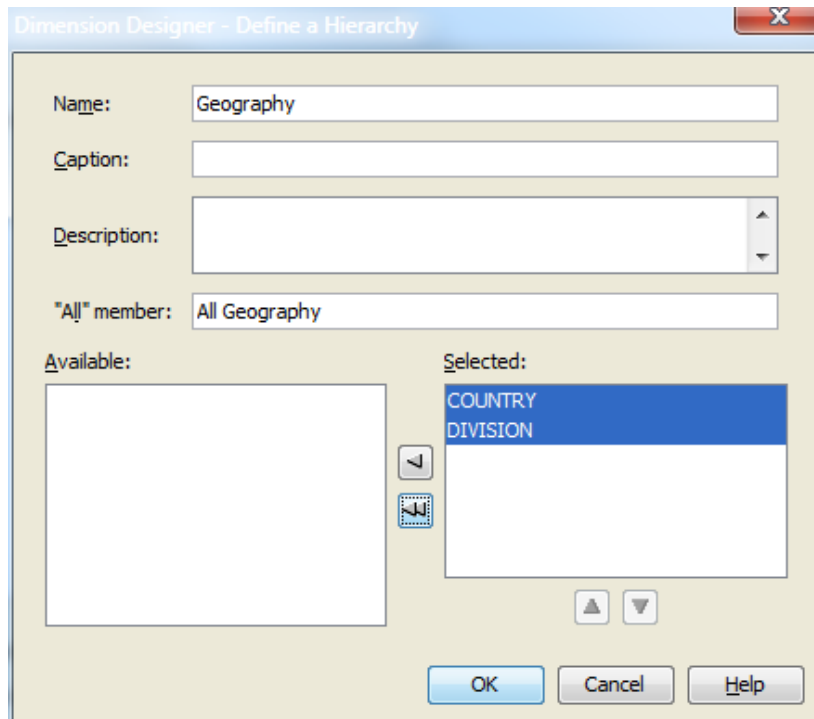 Dimension Designer - Define a Hierarchy
Name: Geography
Caption:
Description:
"All" member: All Geography
Available: Selected:
COUNTRY
DIVISION
OK Cancel Help